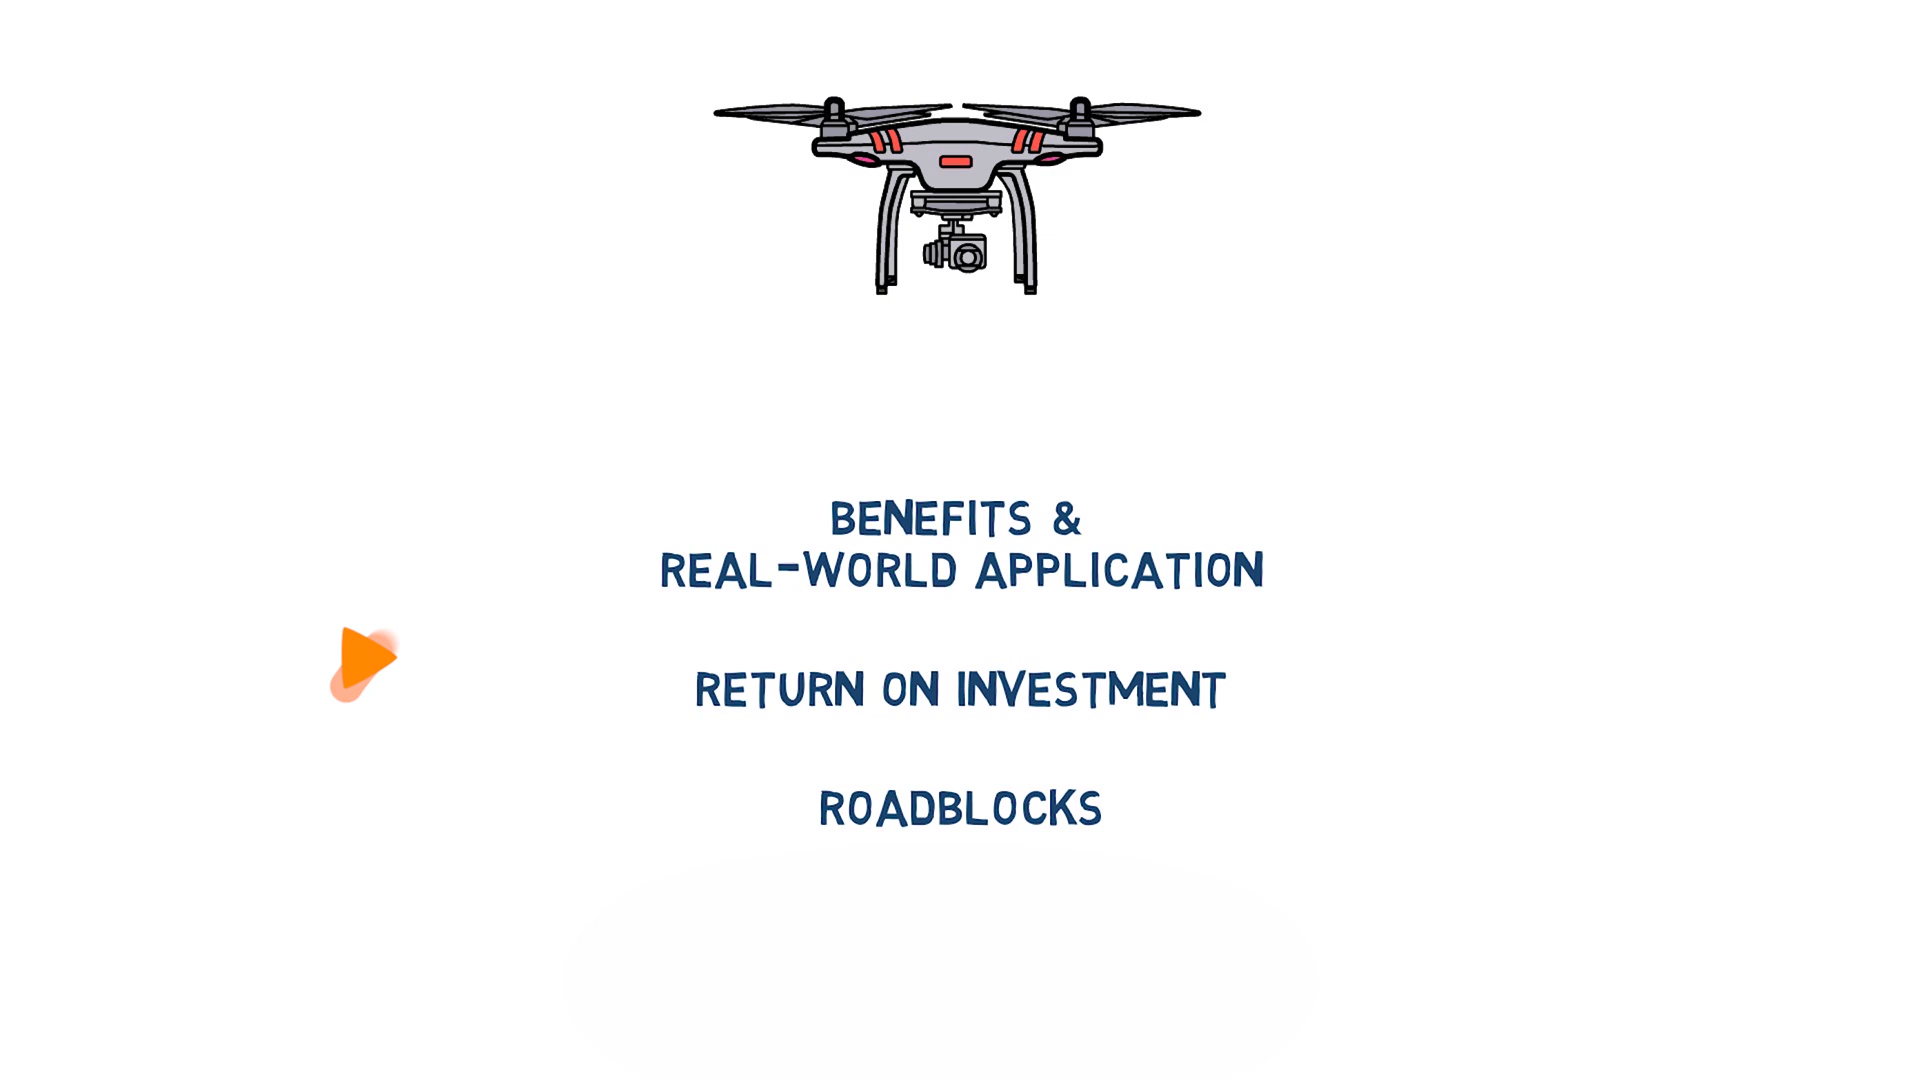 BENEFITS &
REAL-WORLD APPLICATION
RETURN ON INVESTMENT
ROADBLOCKS